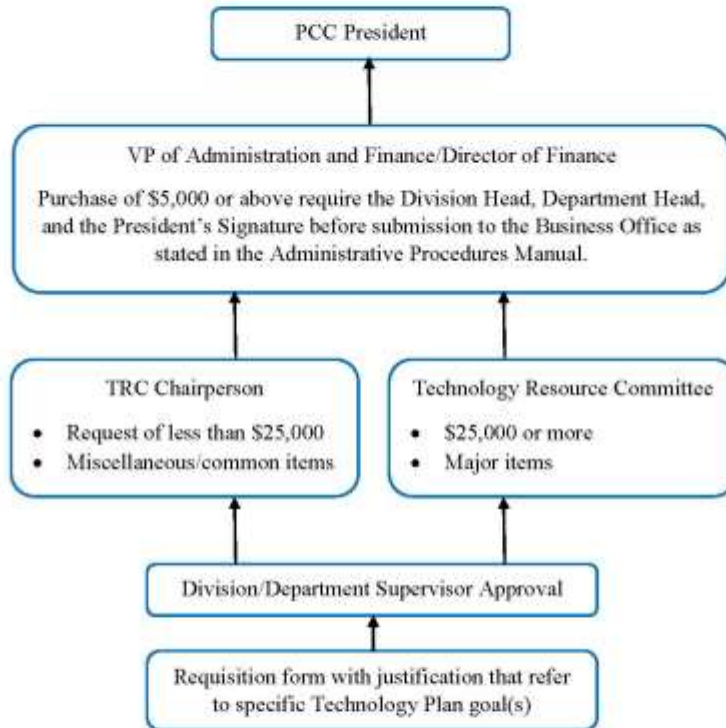 PCC President
VP of Administration and Finance/Director of Finance
Purchase of $5,000 or above require the Division Head, Department Head,
and the President's Signature before submission to the Business Office as
stated in the Administrative Procedures Manual.
TRC Chairperson
• Request of less than $25,000
• Miscellaneous/common items
Technology Resource Committee
• $25,000 or more
• Major items
Division/Department Supervisor Approval
Requisition form with justification that refer
to specific Technology Plan goal(s)